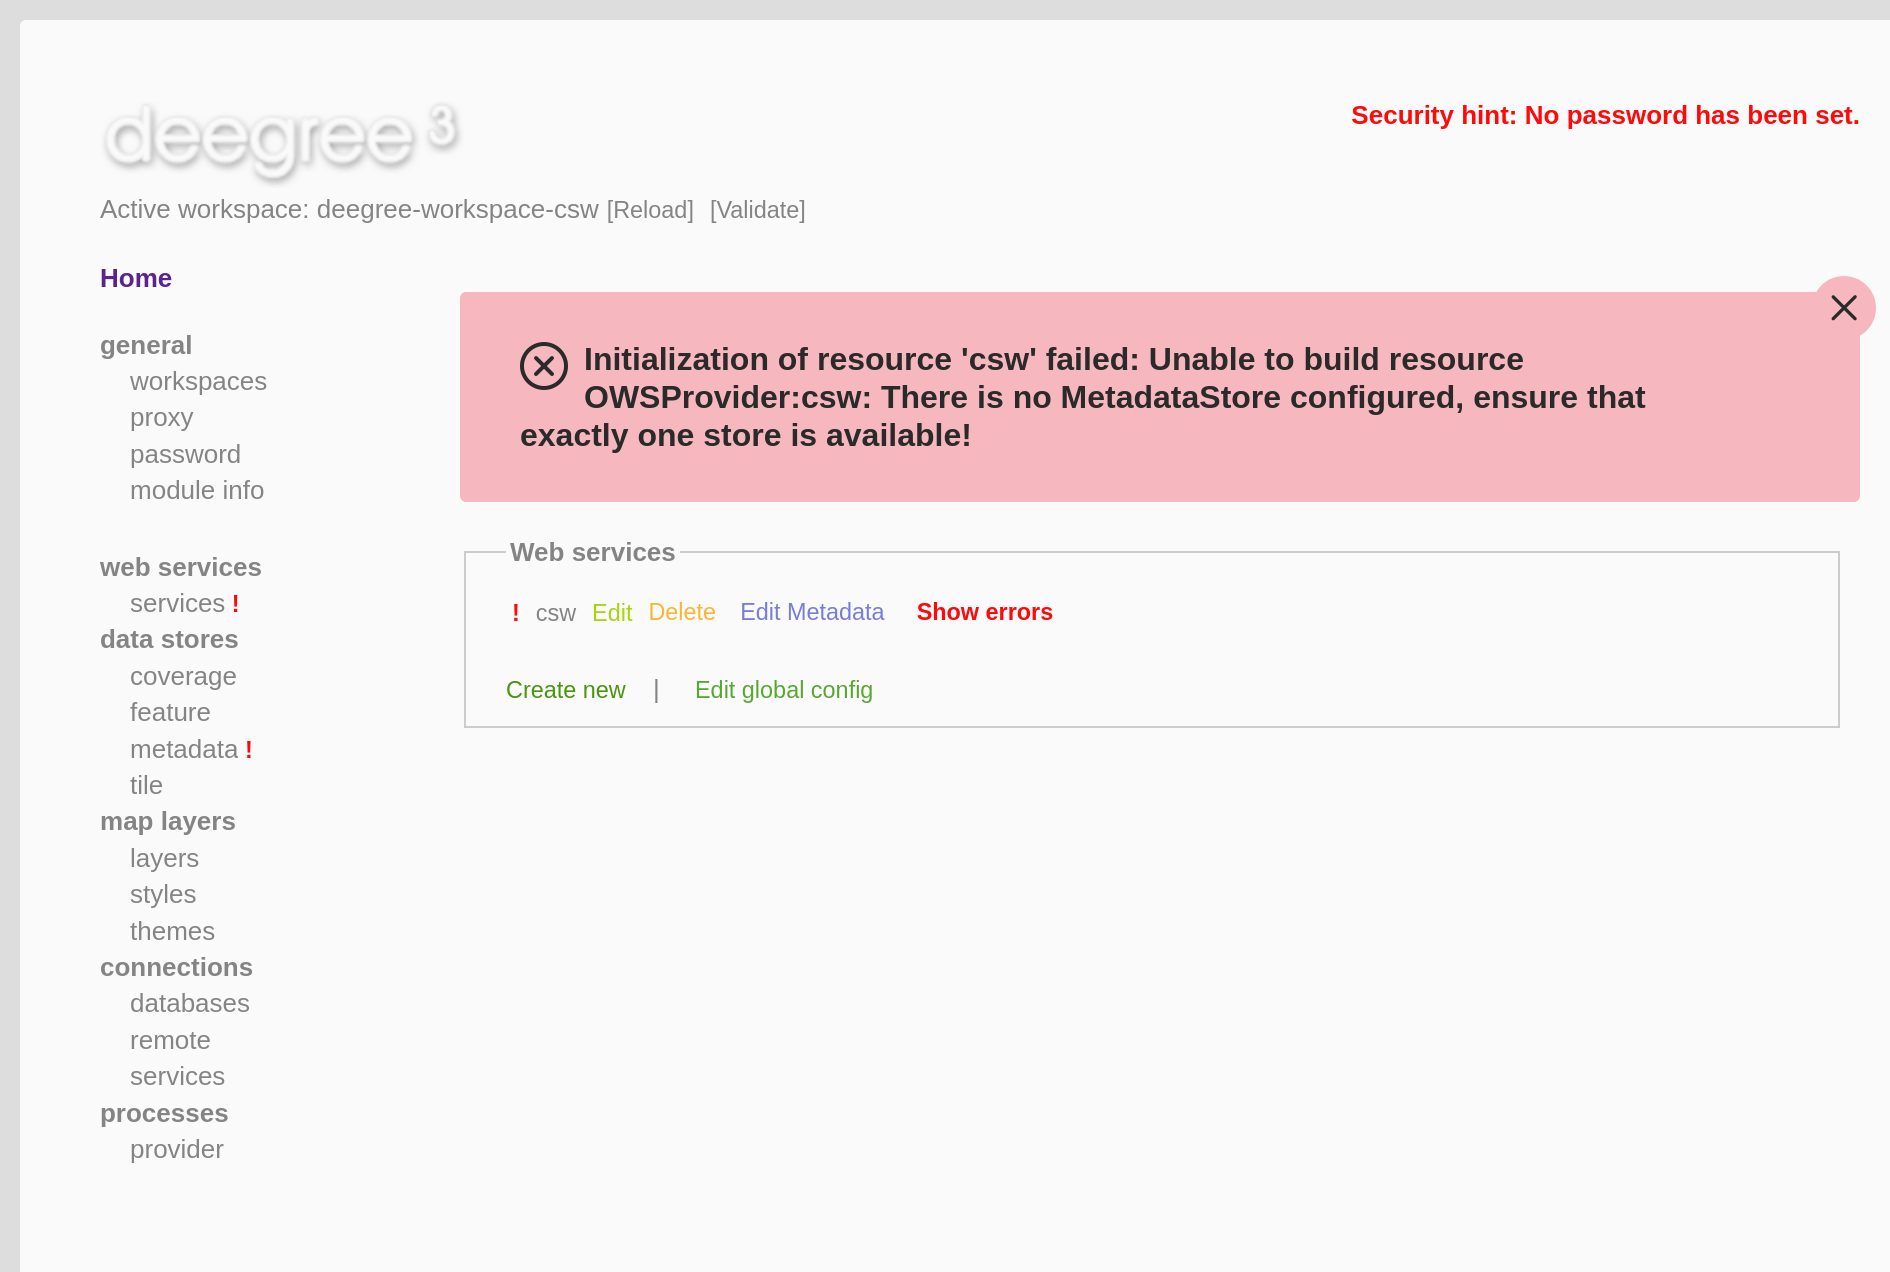 deegree 3
Security hint: No password has been set.
Active workspace: deegree-workspace-csw [Reload] [Validate]
Home
general
workspaces
proxy
password
module info
web services
services !
data stores
coverage
feature
metadata !
tile
map layers
layers
styles
themes
connections
databases
remote
services
processes
provider
Initialization of resource 'csw' failed: Unable to build resource
OWSProvider:csw: There is no MetadataStore configured, ensure that
exactly one store is available!
Web services
! csw Edit Delete Edit Metadata Show errors
Create new | Edit global config